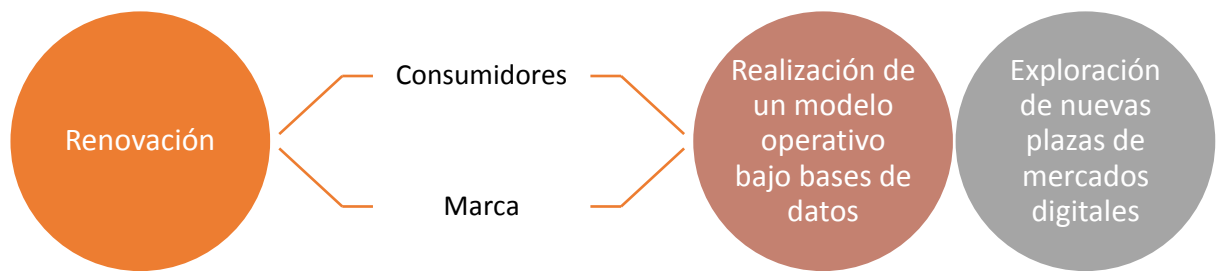 Renovación
Consumidores
Marca
Realización de
un modelo
operativo
bajo bases de
datos
Exploración
de nuevas
plazas de
mercados
digitales